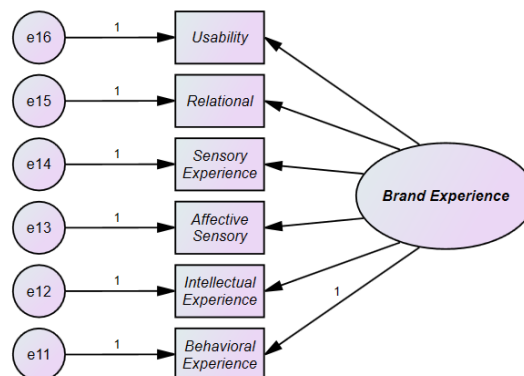 e16
1
Usability
e15
1
Relational
e14
1
Sensory
Experience
Brand Experience
e13
1
Affective
Sensory
e12
1
Intellectual
Experience
1
e11
1
Behavioral
Experience